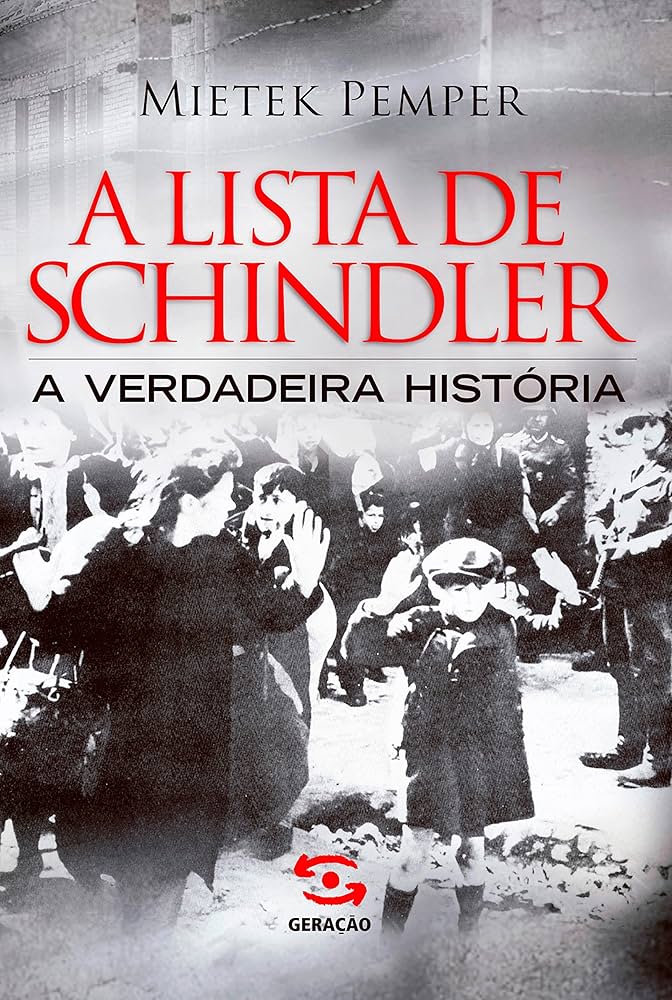 MIETEK PEMPER
A LISTA DE
SCHINDLER
A VERDADEIRA HISTÓRIA
GERAÇÃO